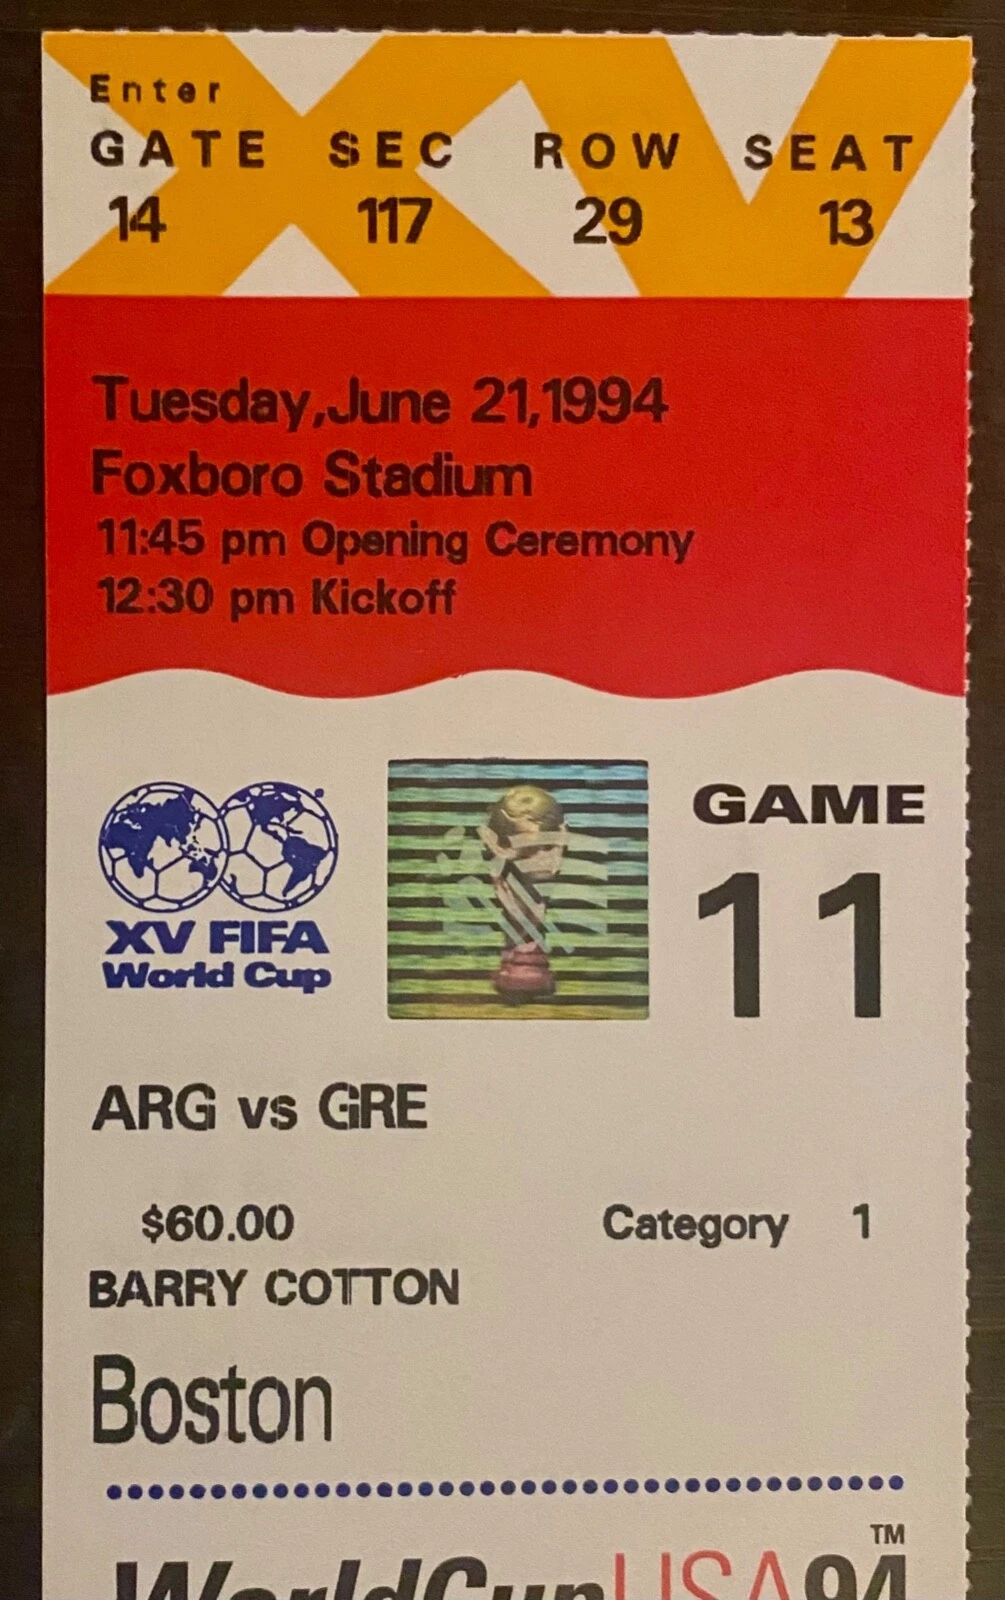 XV
Enter
GATE SEC ROW SEAT
14 117 29 13
Tuesday,June 21,1994
Foxboro Stadium
11:45 pm Opening Ceremony
12:30 pm Kickoff
XV FIFA
World Cup
GAME
11
ARG vs GRE
$60.00 Category 1
BARRY COTTON
Boston
WorldCupUSA94™